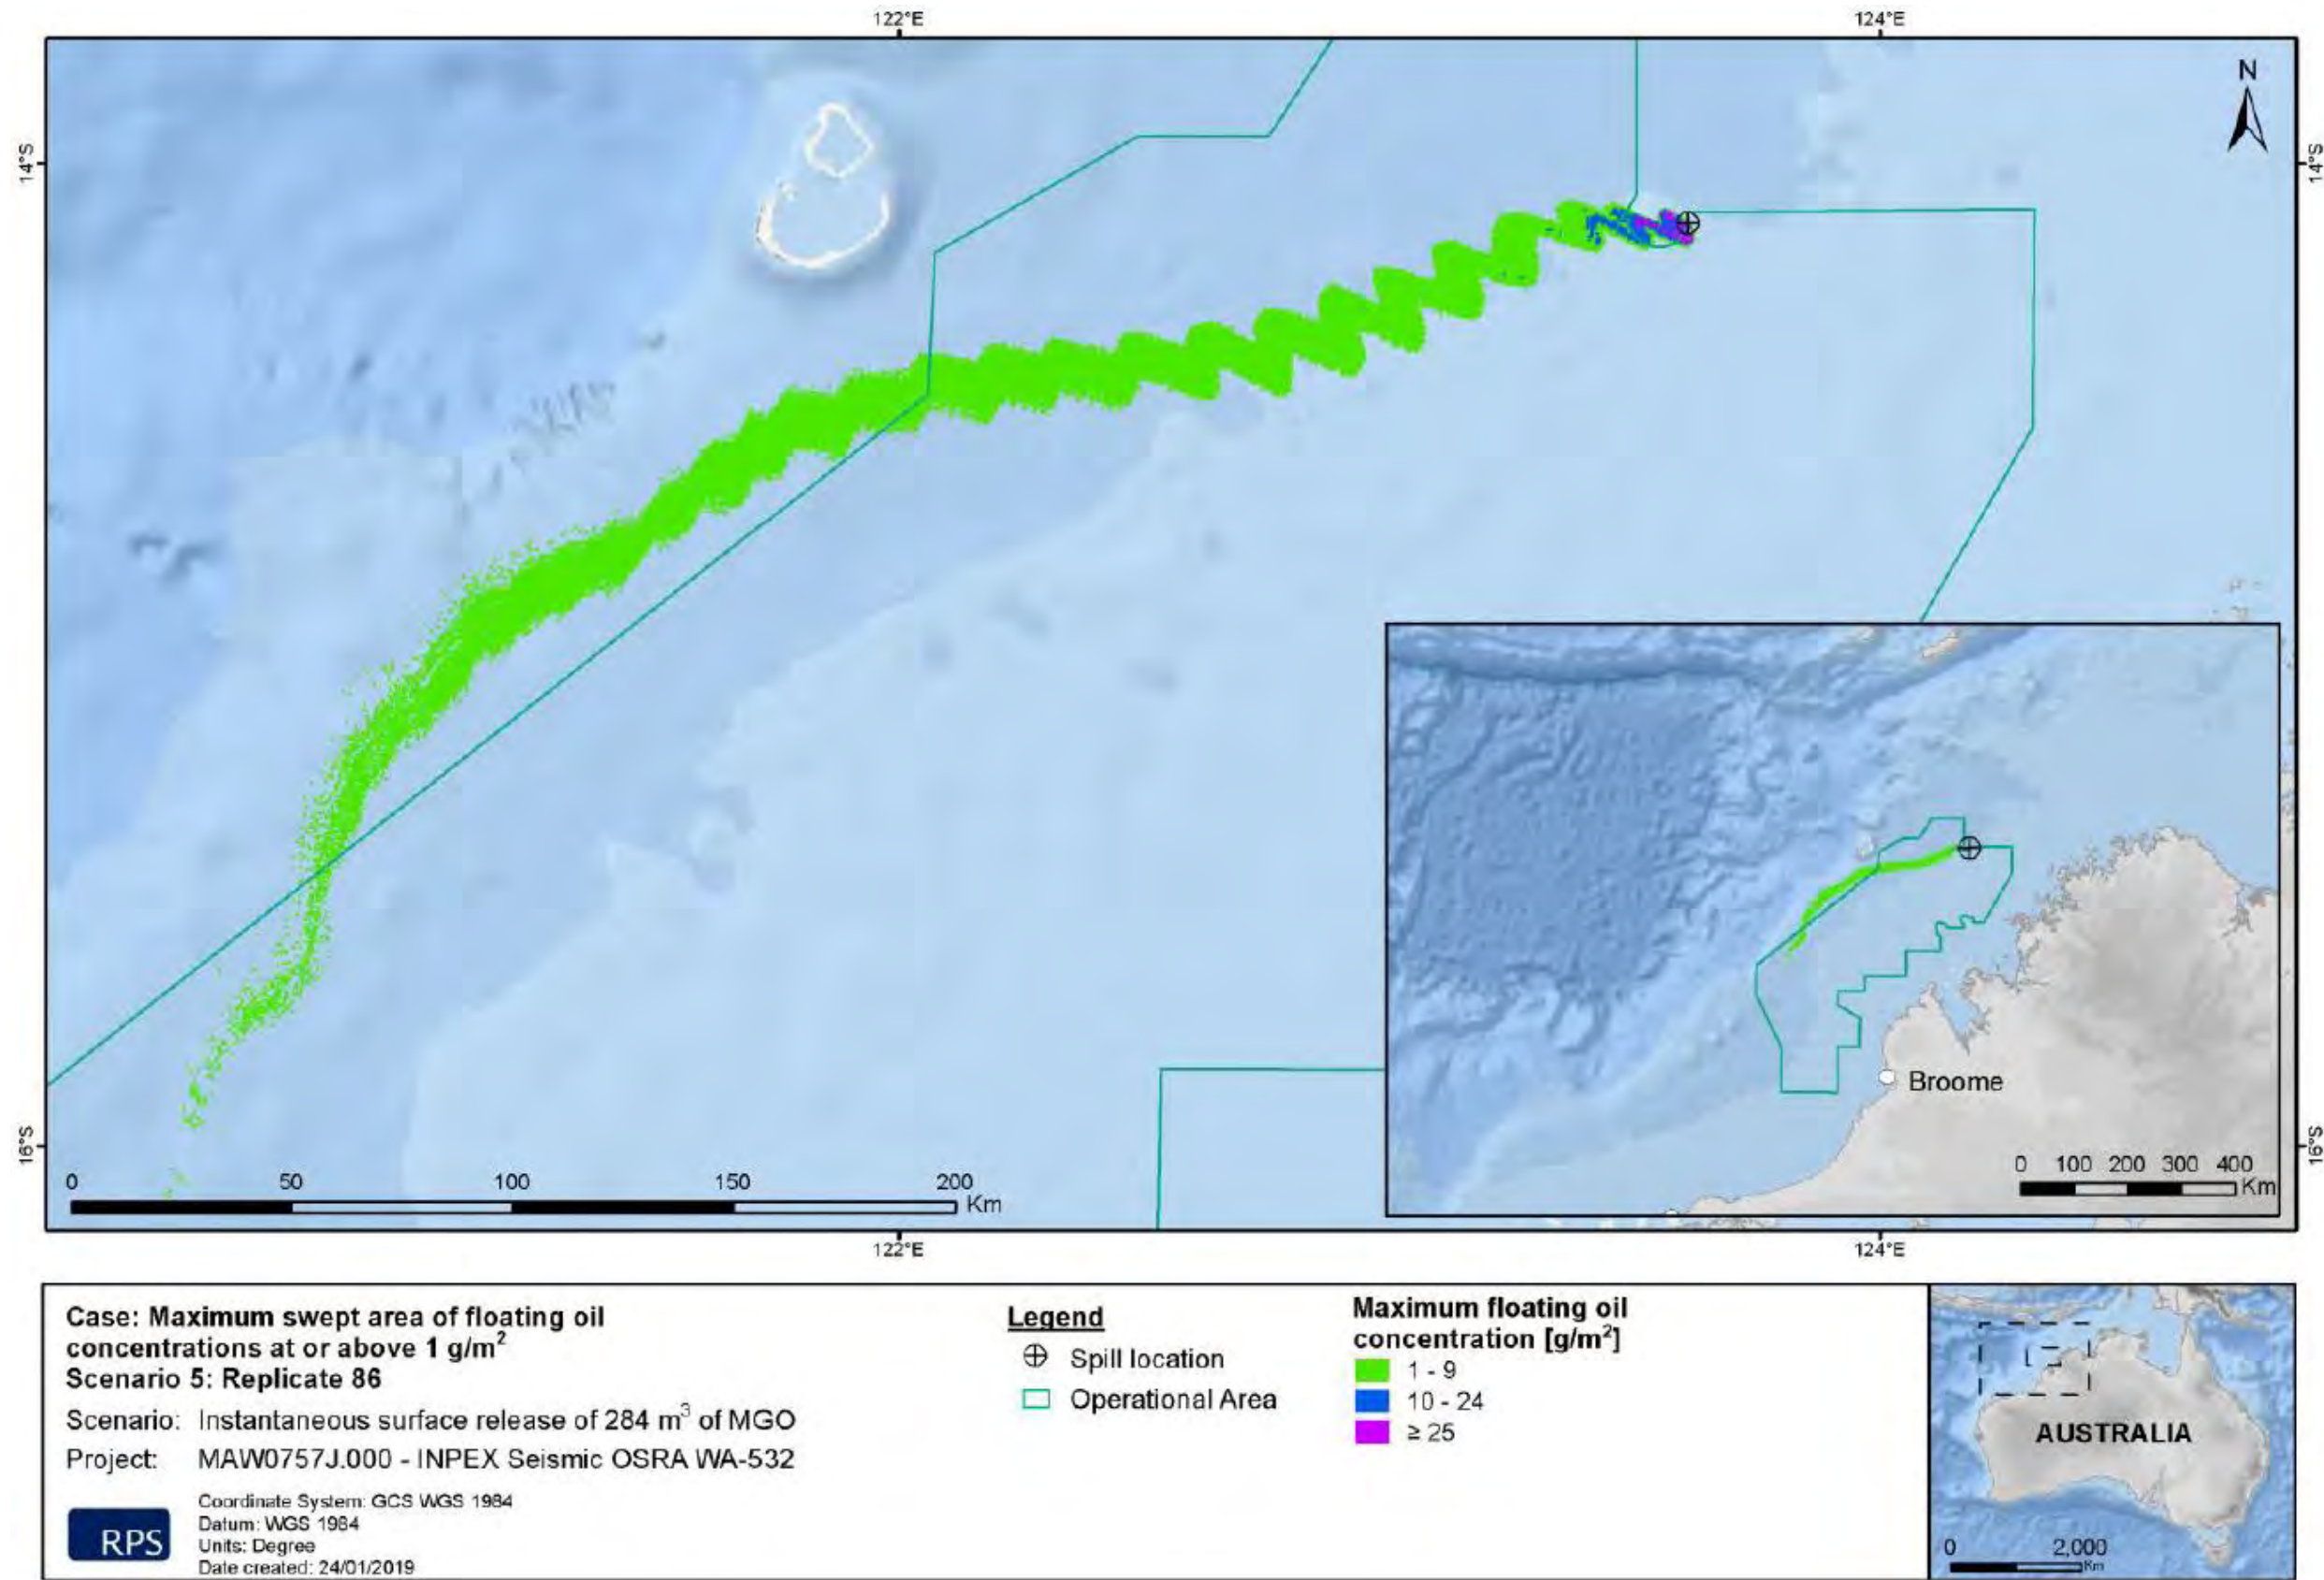 122°E
124°E
N
14°S
14°S
16°S
16°S
0 50 100 150 200 Km
Broome
0 100 200 300 400 Km
122°E
124°E
Case: Maximum swept area of floating oil
concentrations at or above 1 g/m²
Scenario 5: Replicate 86
Scenario: Instantaneous surface release of 284 m³ of MGO
Project: MAW0757J.000 - INPEX Seismic OSRA WA-532
RPS
Coordinate System: GCS WGS 1984
Datum: WGS 1984
Units: Degree
Date created: 24/01/2019
Legend
Spill location
Operational Area
Maximum floating oil
concentration [g/m²]
1 - 9
10 - 24
≥ 25
AUSTRALIA
0 2,000 Km